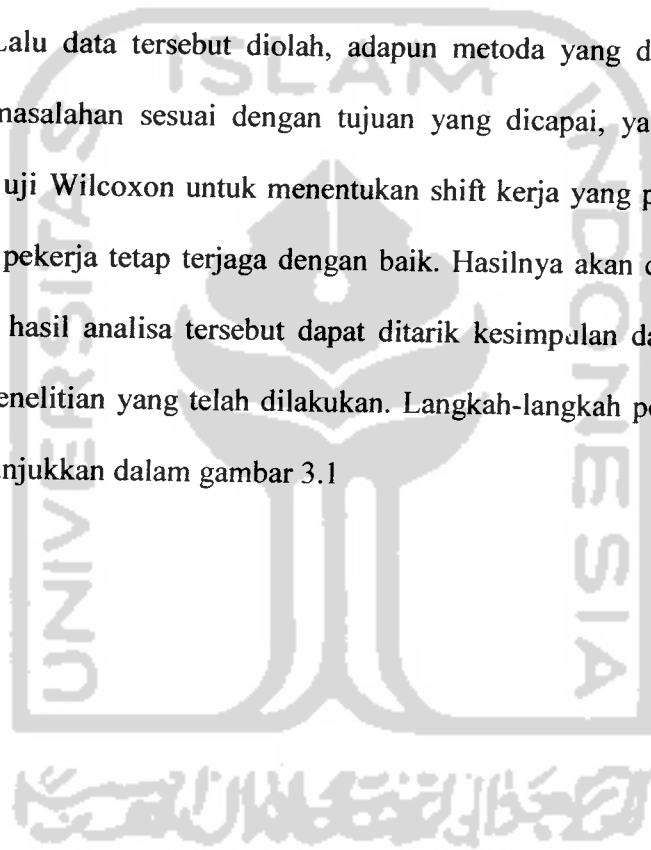 Lalu data tersebut diolah, adapun metoda yang d
masalahan sesuai dengan tujuan yang dicapai, ya
uji Wilcoxon untuk menentukan shift kerja yang p
pekerja tetap terjaga dengan baik. Hasilnya akan d
hasil analisa tersebut dapat ditarik kesimpulan da
enelitian yang telah dilakukan. Langkah-langkah pe
unjukkan dalam gambar 3.1
ISLAM
UNIVERSITAS
INDONESIA